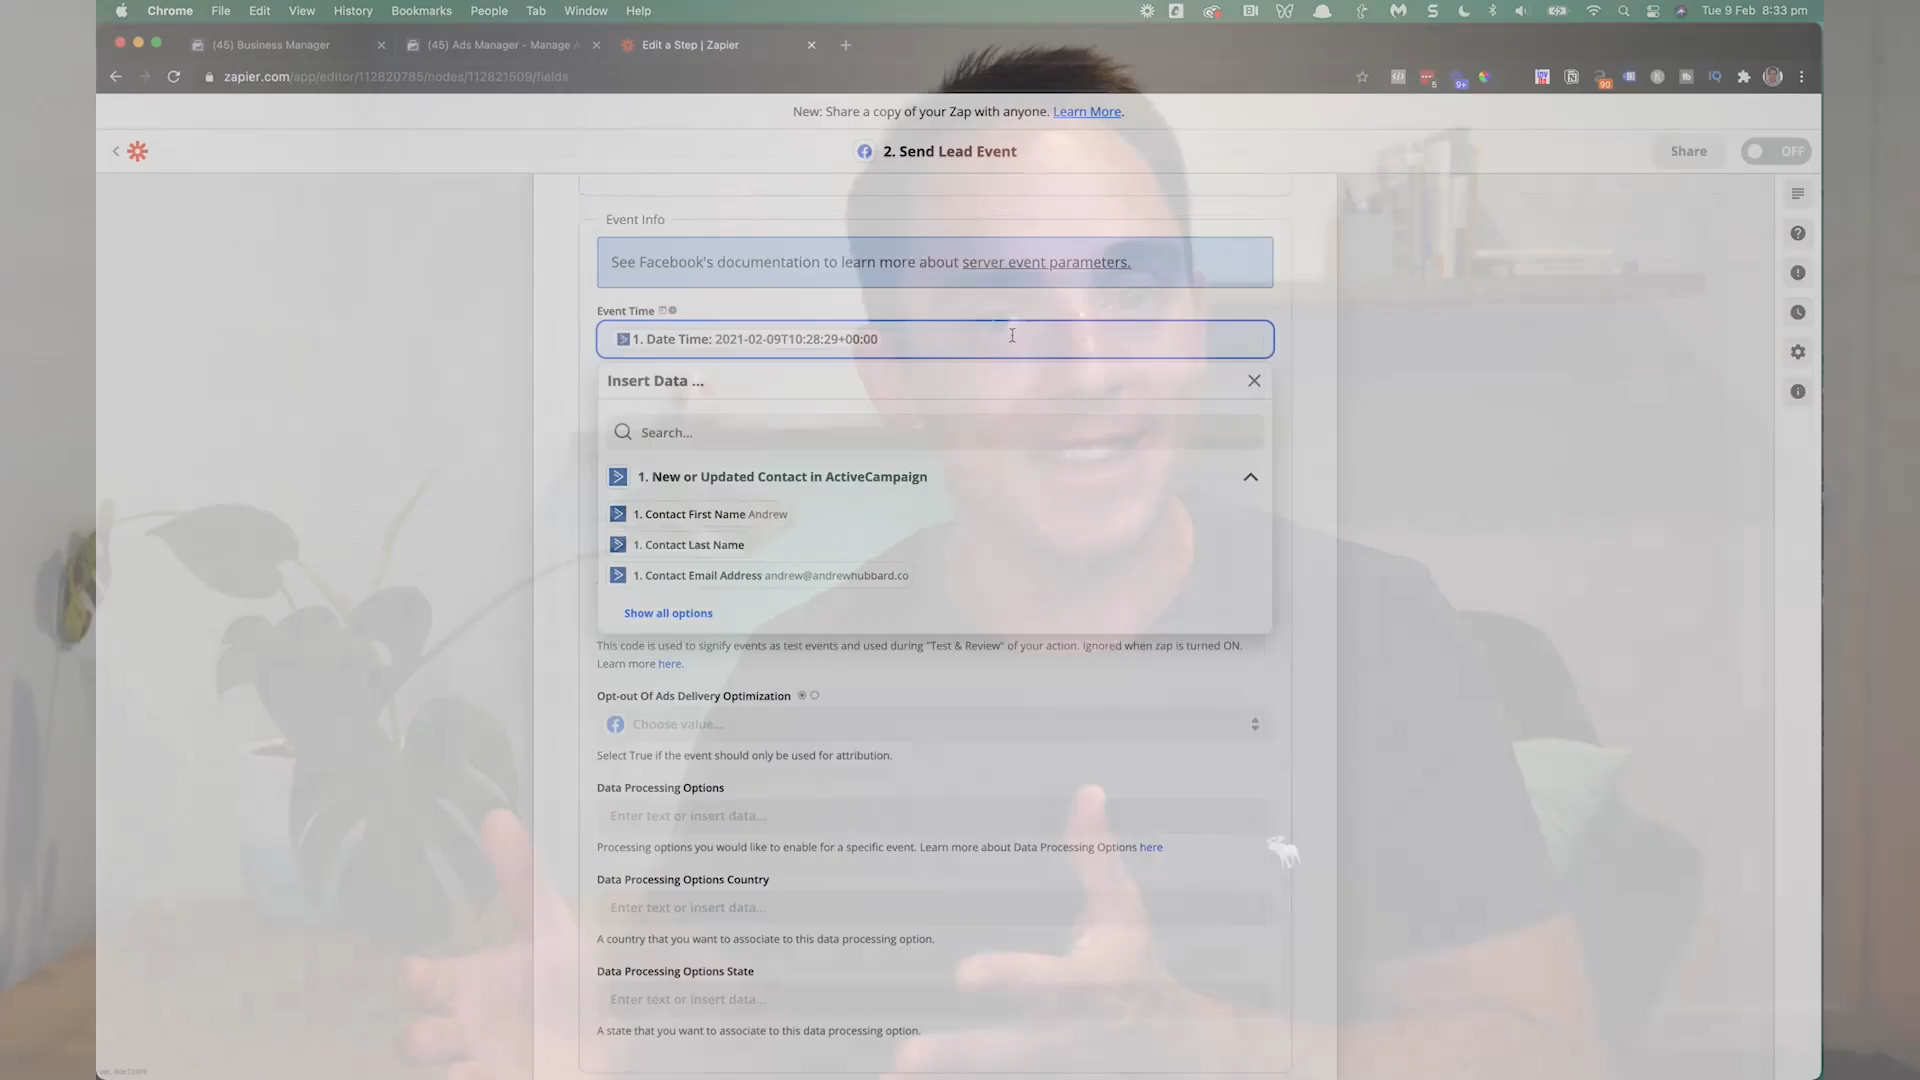 Chrome File Edit View History Bookmarks People Tab Window Help Tue 9 Feb 8:33 pm
(45) Business Manager (45) Ads Manager - Manage A Edit a Step | Zapier
zapier.com/app/editor/112820785/nodes/112821509/fields
New: Share a copy of your Zap with anyone. Learn More.
2. Send Lead Event Share OFF
Event Info
See Facebook's documentation to learn more about server event parameters.
Event Time
1. Date Time: 2021-02-09T10:28:29+00:00
Insert Data ...
Search...
1. New or Updated Contact in ActiveCampaign
1. Contact First Name Andrew
1. Contact Last Name
1. Contact Email Address andrew@andrewhubbard.co
Show all options
This code is used to signify events as test events and used during "Test & Review" of your action. Ignored when zap is turned ON.
Learn more here.
Opt-out Of Ads Delivery Optimization
Choose value...
Select True if the event should only be used for attribution.
Data Processing Options
Enter text or insert data...
Processing options you would like to enable for a specific event. Learn more about Data Processing Options here
Data Processing Options Country
Enter text or insert data...
A country that you want to associate to this data processing option.
Data Processing Options State
Enter text or insert data...
A state that you want to associate to this data processing option.